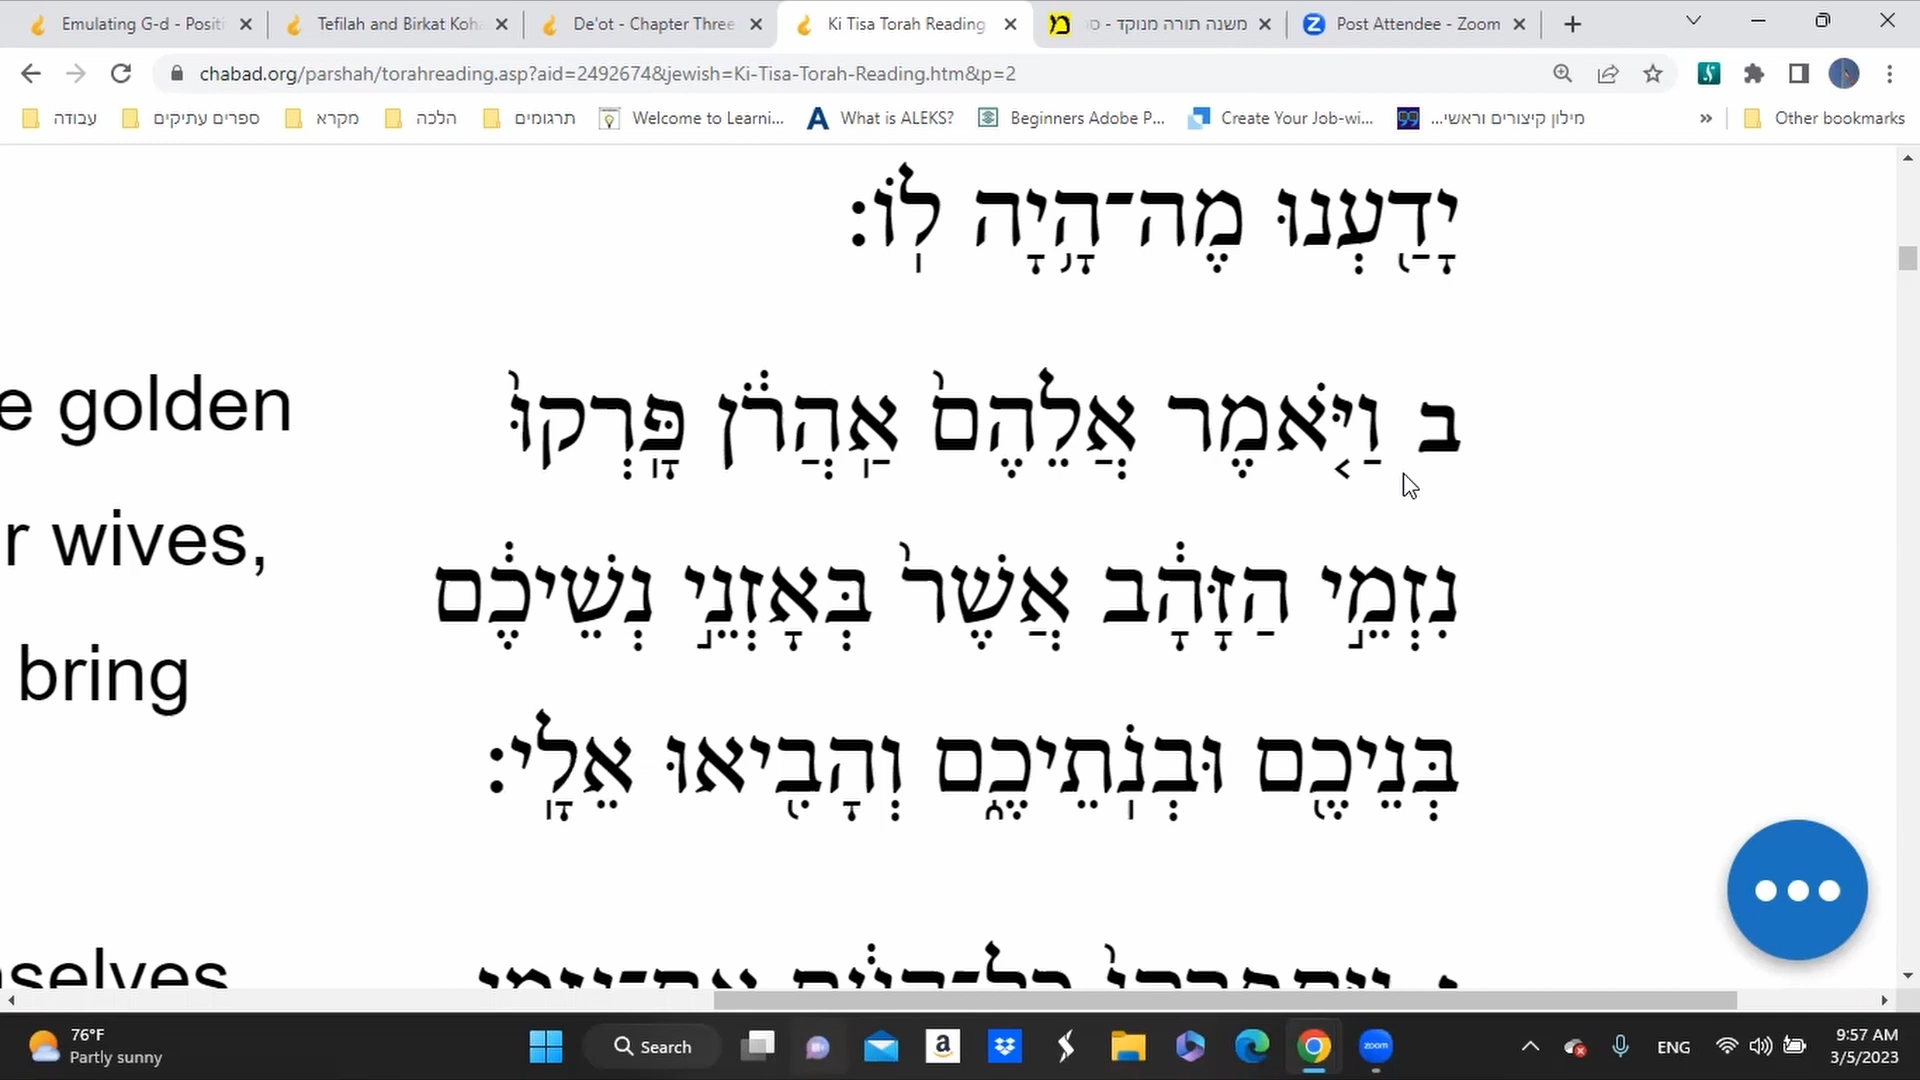 Emulating G-d - Positi
Tefilah and Birkat Koha
De'ot - Chapter Three
Ki Tisa Torah Reading
משנה תורה מנוקד - ספ
Post Attendee - Zoom
chabad.org/parshah/torahreading.asp?aid=2492674&jewish=Ki-Tisa-Torah-Reading.htm&p=2
עבודה
ספרים עתיקים
מקרא
הלכה
תרגומים
Welcome to Learni...
What is ALEKS?
Beginners Adobe P...
Create Your Job-wi...
מילון קיצורים וראשי...
Other bookmarks
יָדַ֖עְנוּ מֶה־הָ֥יָה לֽוֹ׃
e golden
ב וַיֹּ֤אמֶר אֲלֵהֶם֙ אַֽהֲרֹ֔ן פָּֽרְקוּ֙
r wives,
נִזְמֵ֣י הַזָּהָ֔ב אֲשֶׁר֙ בְּאָזְנֵ֣י נְשֵׁיכֶ֔ם
bring
בְּנֵיכֶ֖ם וּבְנֹֽתֵיכֶ֑ם וְהָבִ֖יאוּ אֵלָֽי׃
selves
76°F
Partly sunny
Search
a
zoom
ENG
9:57 AM
3/5/2023